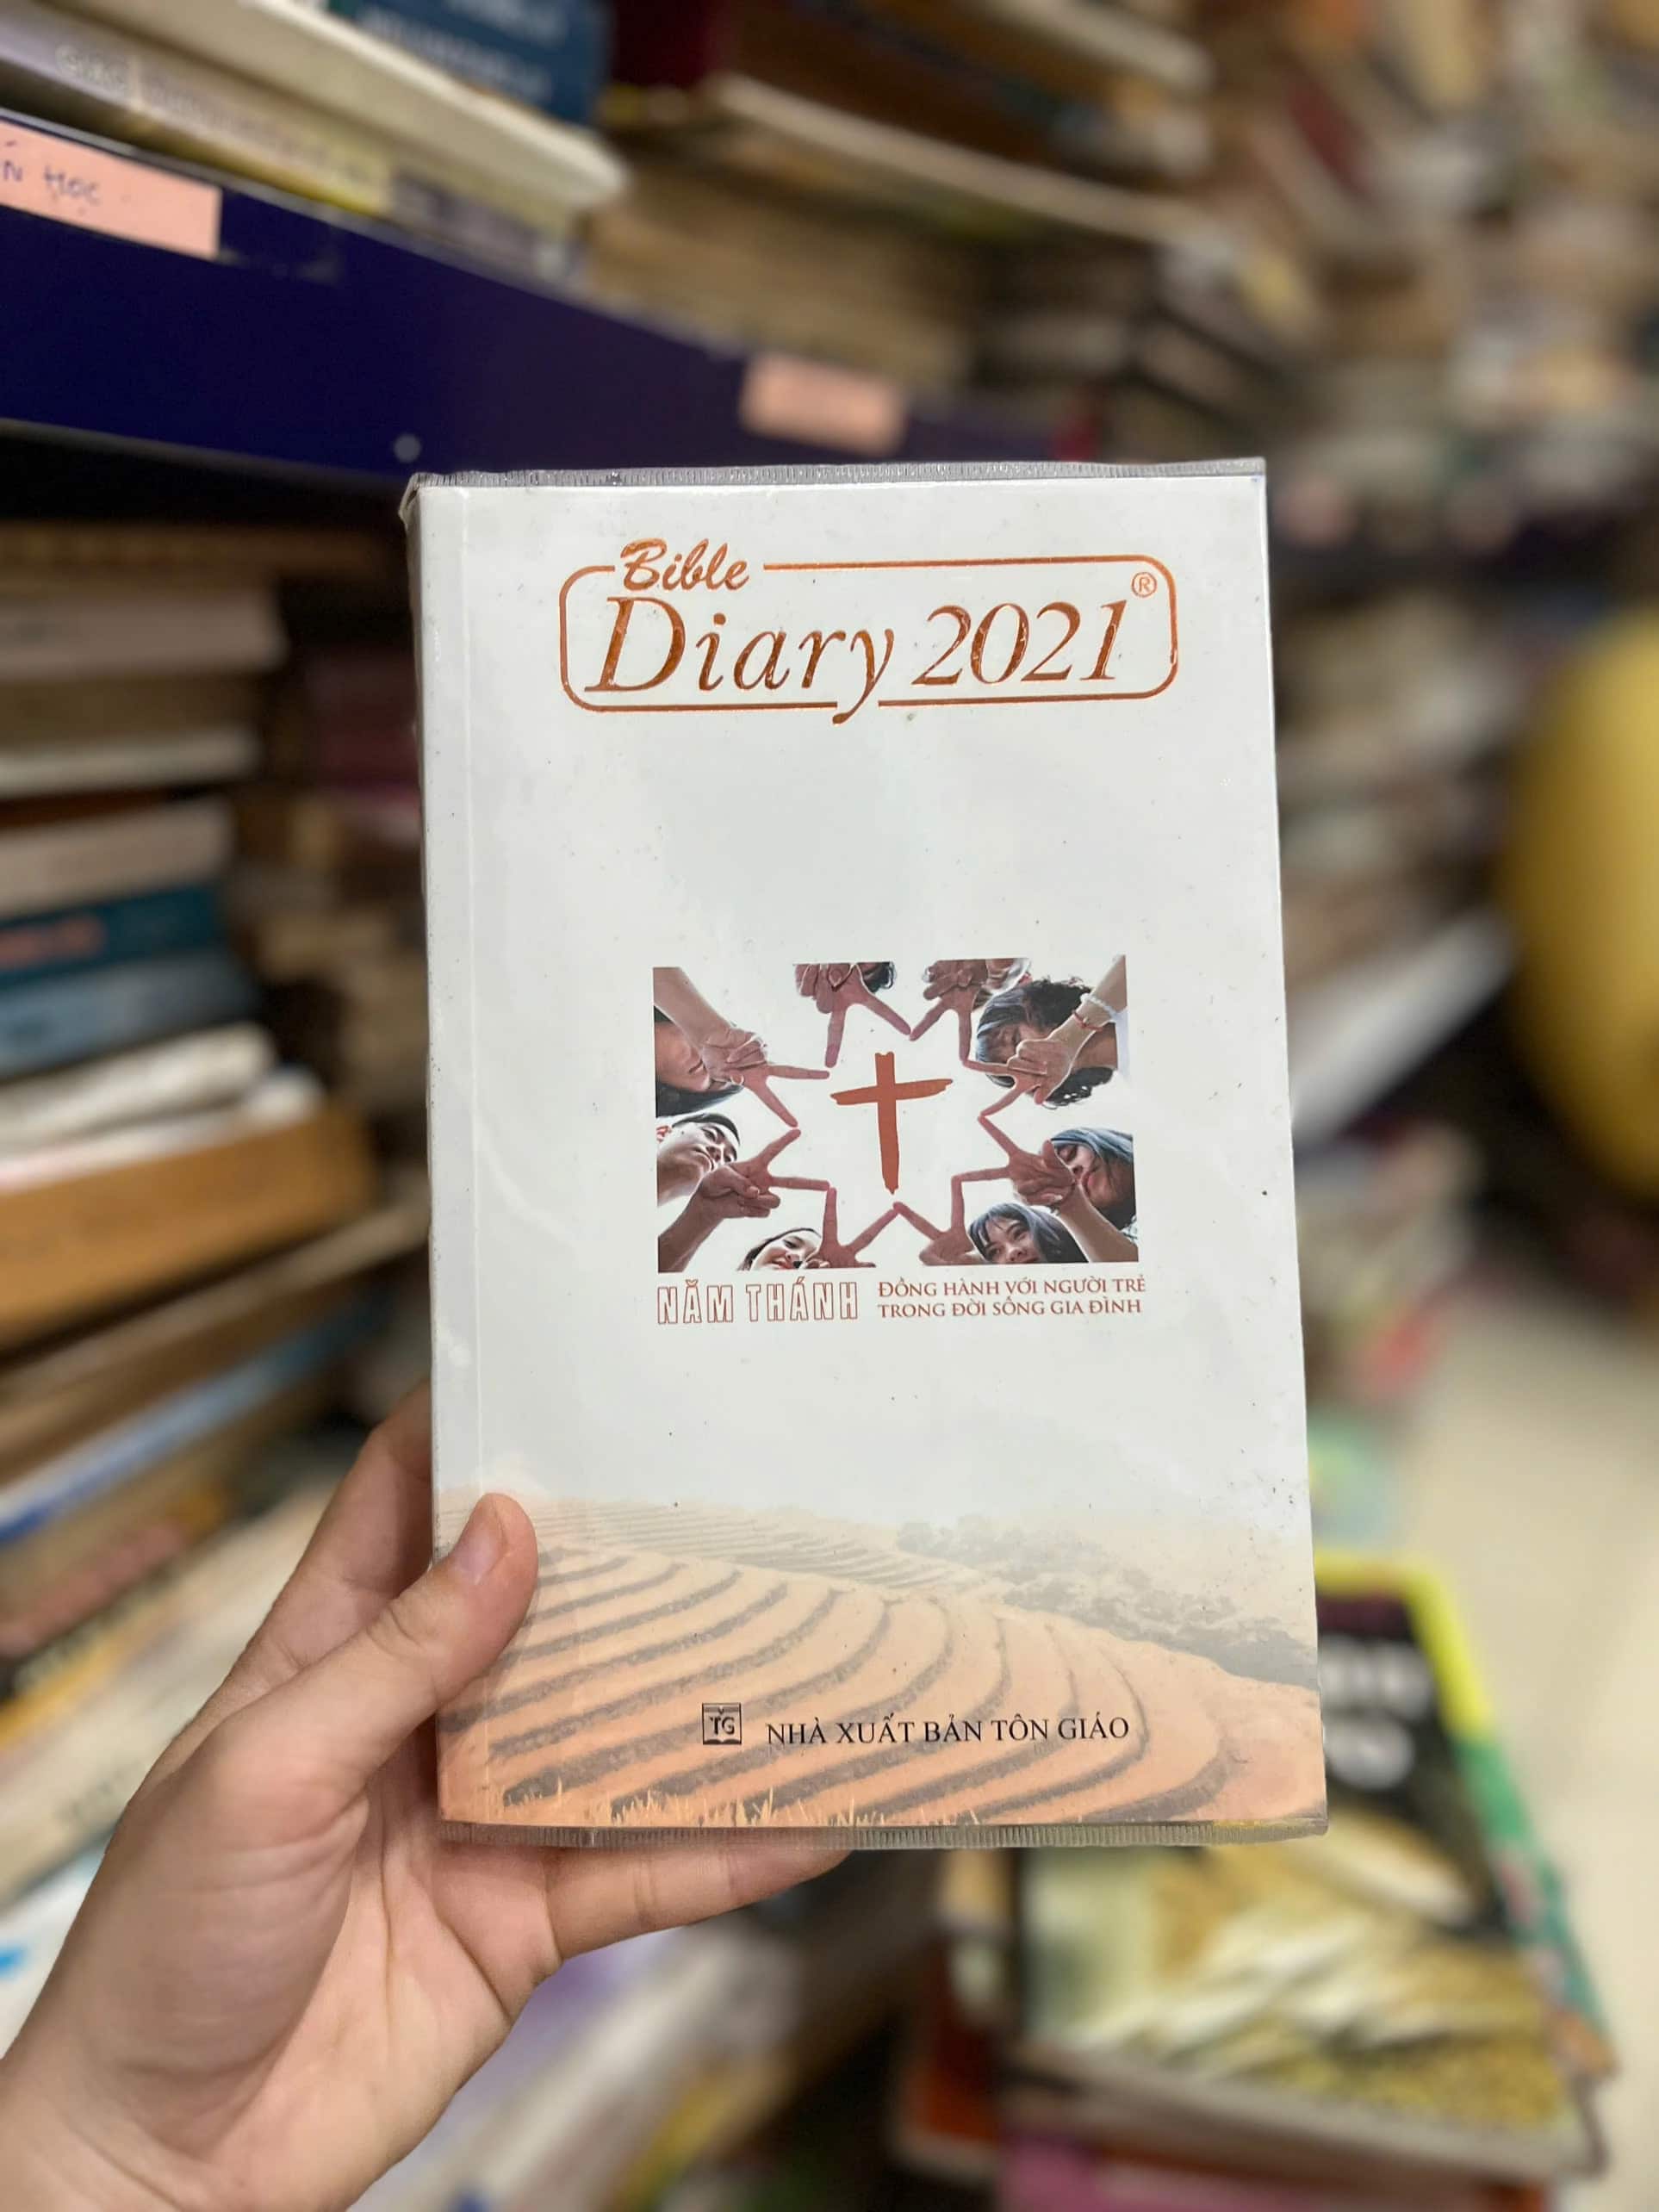 HỌC
Bible
Diary 2021®
NĂM THÁNH
ĐỒNG HÀNH VỚI NGƯỜI TRẺ
TRONG ĐỜI SỐNG GIA ĐÌNH
TG
NHÀ XUẤT BẢN TÔN GIÁO